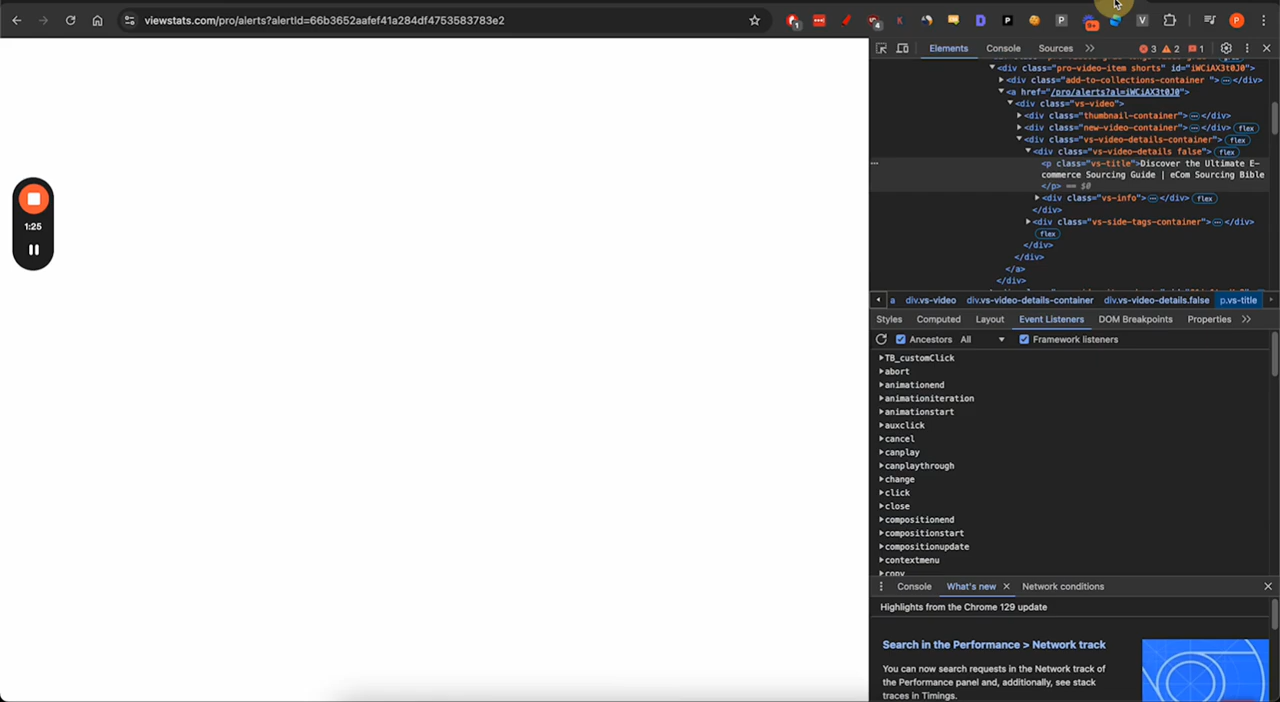 viewstats.com/pro/alerts?alertId=66b3652aafef41a284df4753583783e2
1
4
K
D
P
P
9+
V
P
Elements
Console
Sources
3
2
1
<div class="pro-video-item shorts" id="iWCiAX3t0J0">
<div class="add-to-collections-container ">⋯</div>
<a href="/pro/alerts?al=iWCiAX3t0J0">
<div class="vs-video">
<div class="thumbnail-container">⋯</div>
<div class="new-video-container">⋯</div> flex
<div class="vs-video-details-container"> flex
<div class="vs-video-details false"> flex
<p class="vs-title">Discover the Ultimate E-
commerce Sourcing Guide | eCom Sourcing Bible
</p> == $0
<div class="vs-info">⋯</div> flex
</div>
<div class="vs-side-tags-container">⋯</div>
flex
</div>
</div>
</a>
</div>
1:25
a div.vs-video div.vs-video-details-container div.vs-video-details.false p.vs-title
Styles Computed Layout Event Listeners DOM Breakpoints Properties
Ancestors All Framework listeners
TB_customClick
abort
animationend
animationiteration
animationstart
auxclick
cancel
canplay
canplaythrough
change
click
close
compositionend
compositionstart
compositionupdate
contextmenu
copy
Console What's new Network conditions
Highlights from the Chrome 129 update
Search in the Performance > Network track
You can now search requests in the Network track of
the Performance panel and, additionally, see stack
traces in Timings.